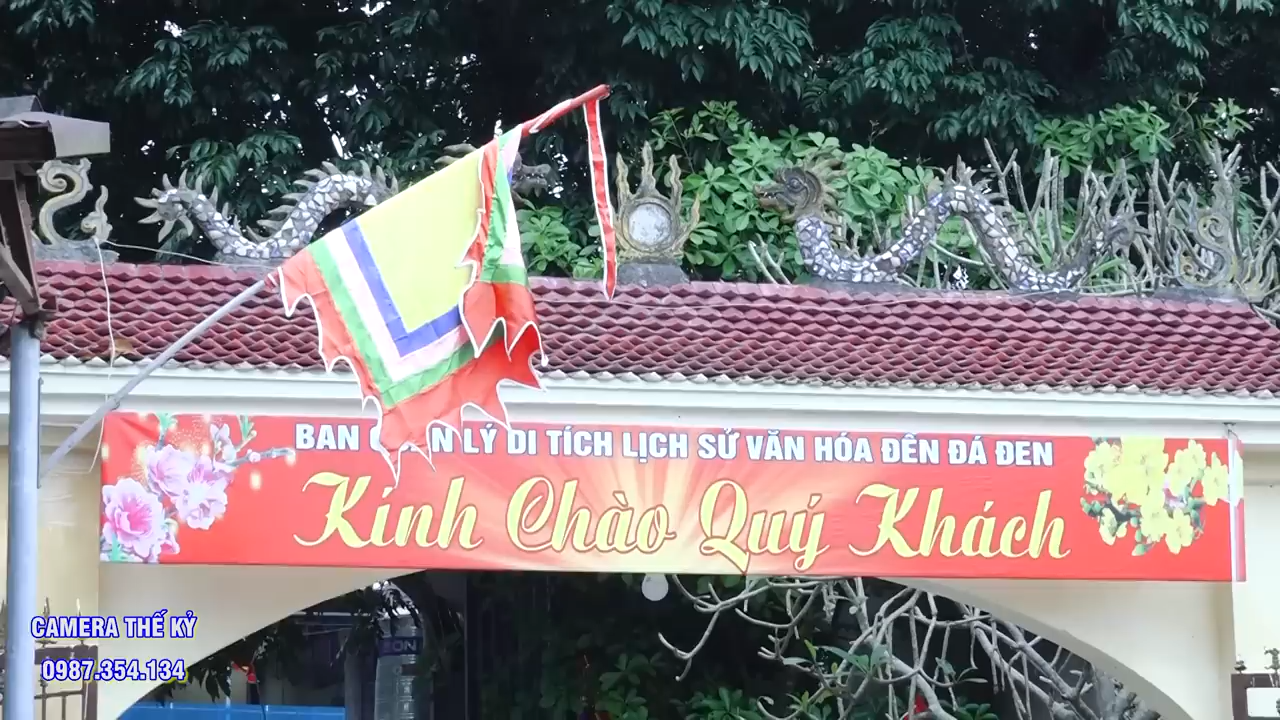 BAN QUẢN LÝ DI TÍCH LỊCH SỬ VĂN HÓA ĐỀN ĐÁ ĐEN
Kính Chào Quý Khách
CAMERA THẾ KỶ
0987.354.134